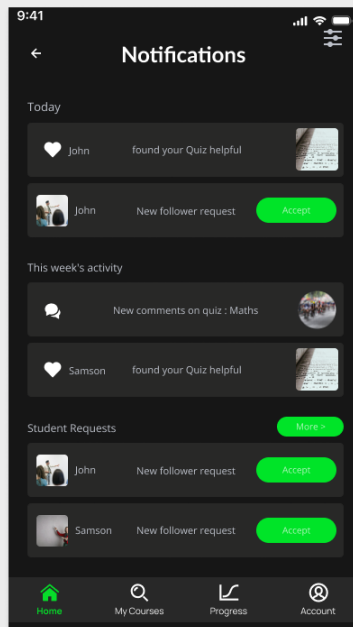 9:41
Notifications
Today
John found your Quiz helpful
John New follower request Accept
This week's activity
New comments on quiz : Maths
Samson found your Quiz helpful
Student Requests More >
John New follower request Accept
Samson New follower request Accept
Home My Courses Progress Account